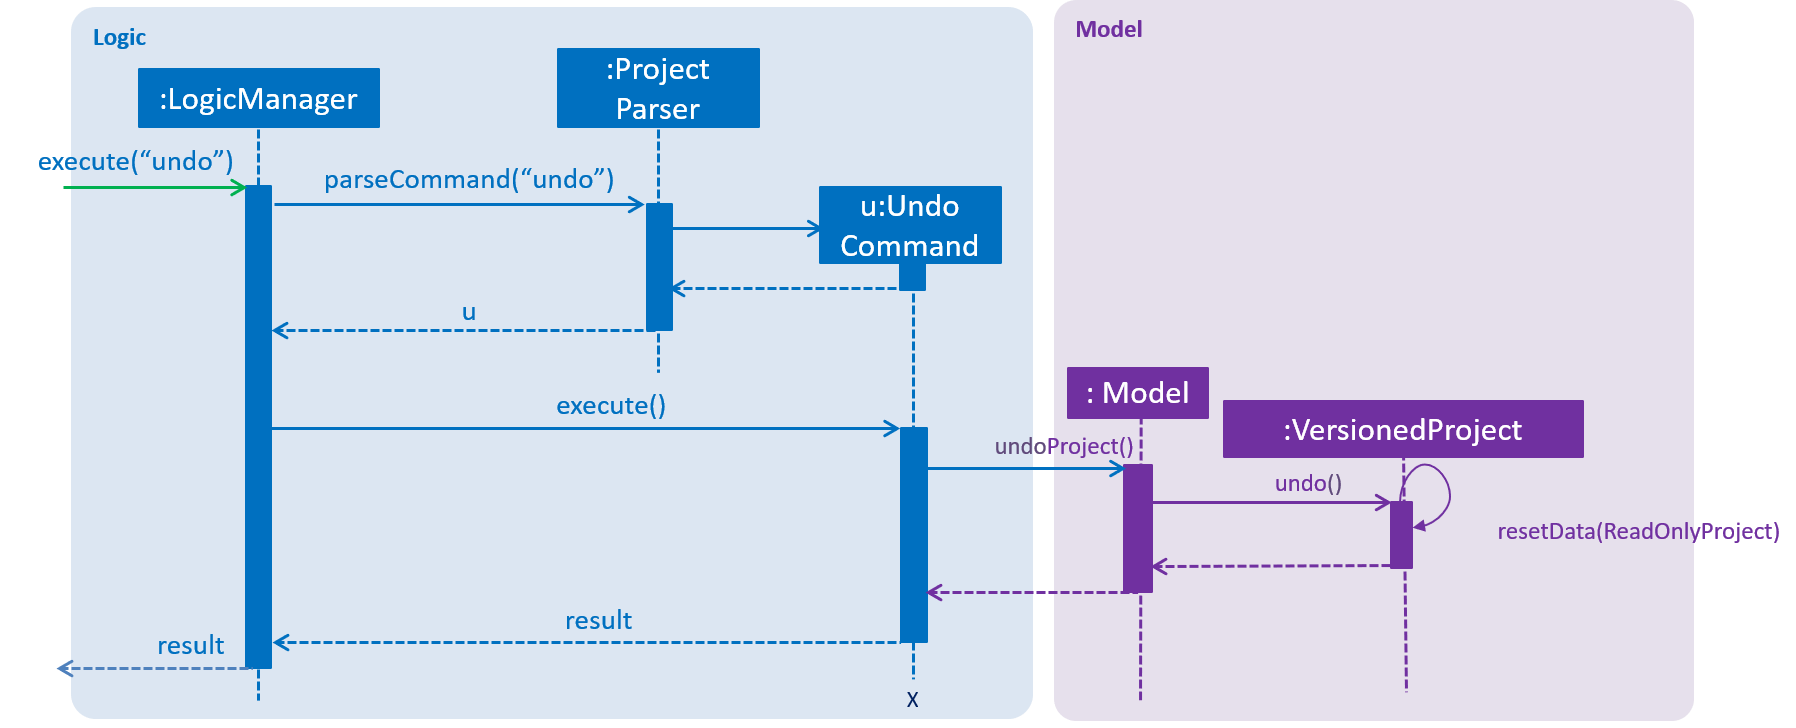 Logic
Model
:LogicManager
:Project
Parser
execute(“undo”)
parseCommand(“undo”)
u:Undo
Command
u
execute()
: Model
:VersionedProject
undoProject()
undo()
resetData(ReadOnlyProject)
result
result
X